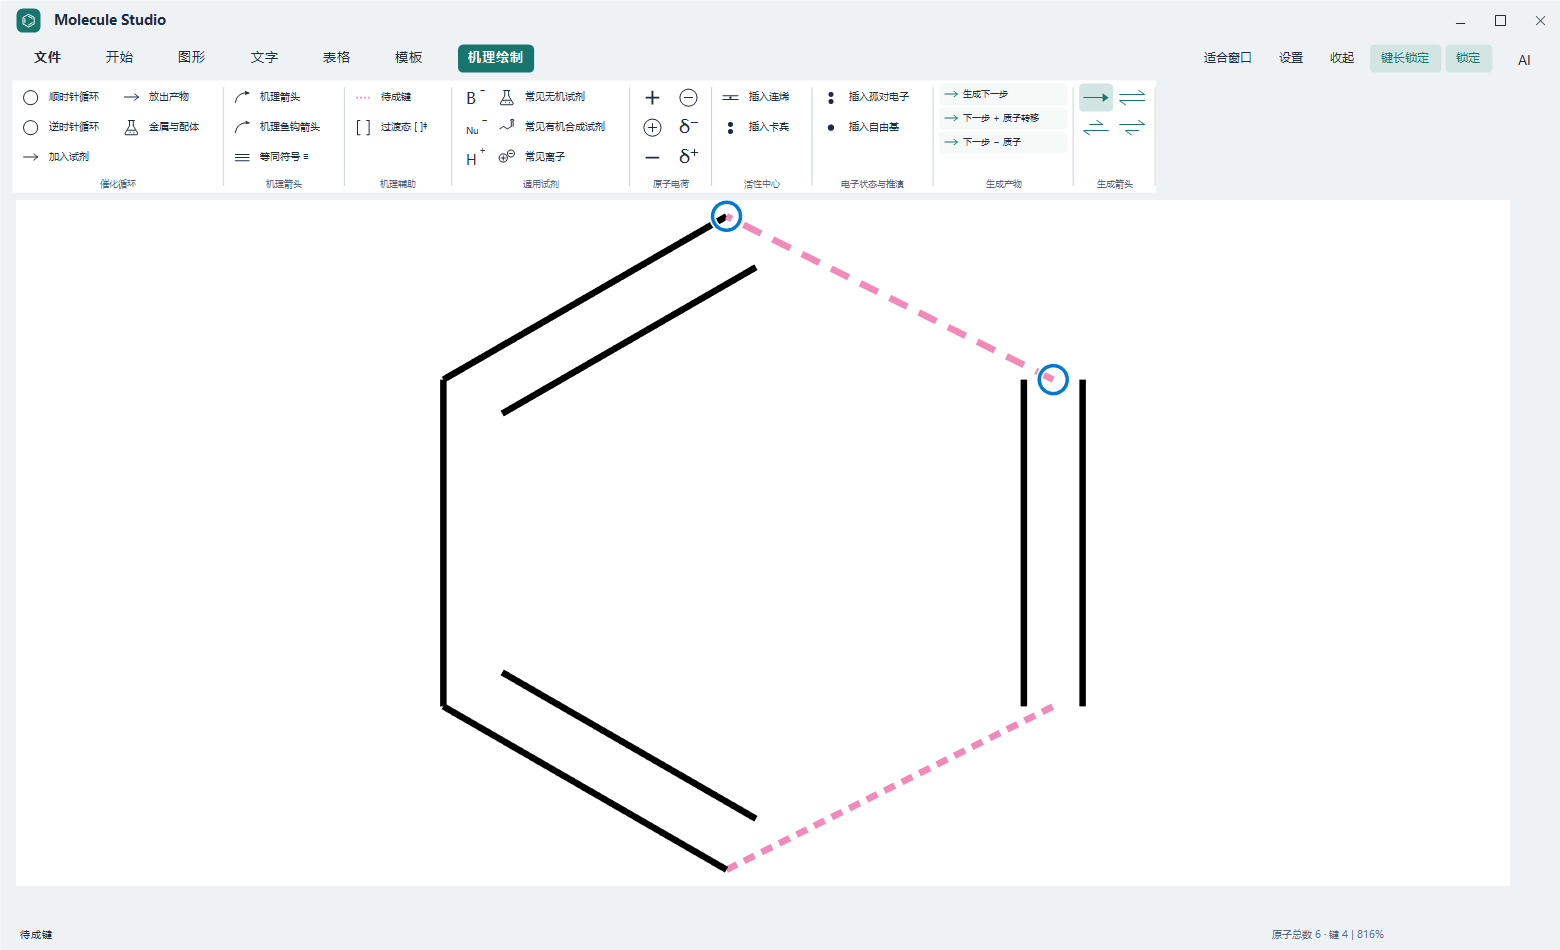 Molecule Studio
文件 开始 图形 文字 表格 模板 机理绘制 适合窗口 设置 收起 键长锁定 锁定 AI
顺时针循环 放出产物
逆时针循环 金属与配体
加入试剂
催化循环
机理箭头
机理鱼钩箭头
等同符号 ≡
机理箭头
待成键
[ ] 过渡态 [ ]‡
机理辅助
B⁻ 常见无机试剂
Nu⁻ 常见有机合成试剂
H⁺ 常见离子
通用试剂
+ ⊖
⊕ δ⁻
− δ⁺
原子电荷
插入连烯
插入卡宾
活性中心
插入孤对电子
插入自由基
电子状态与推演
生成下一步
下一步 + 质子转移
下一步 − 质子
生成产物
生成箭头
待成键
原子总数 6 · 键 4 | 816%